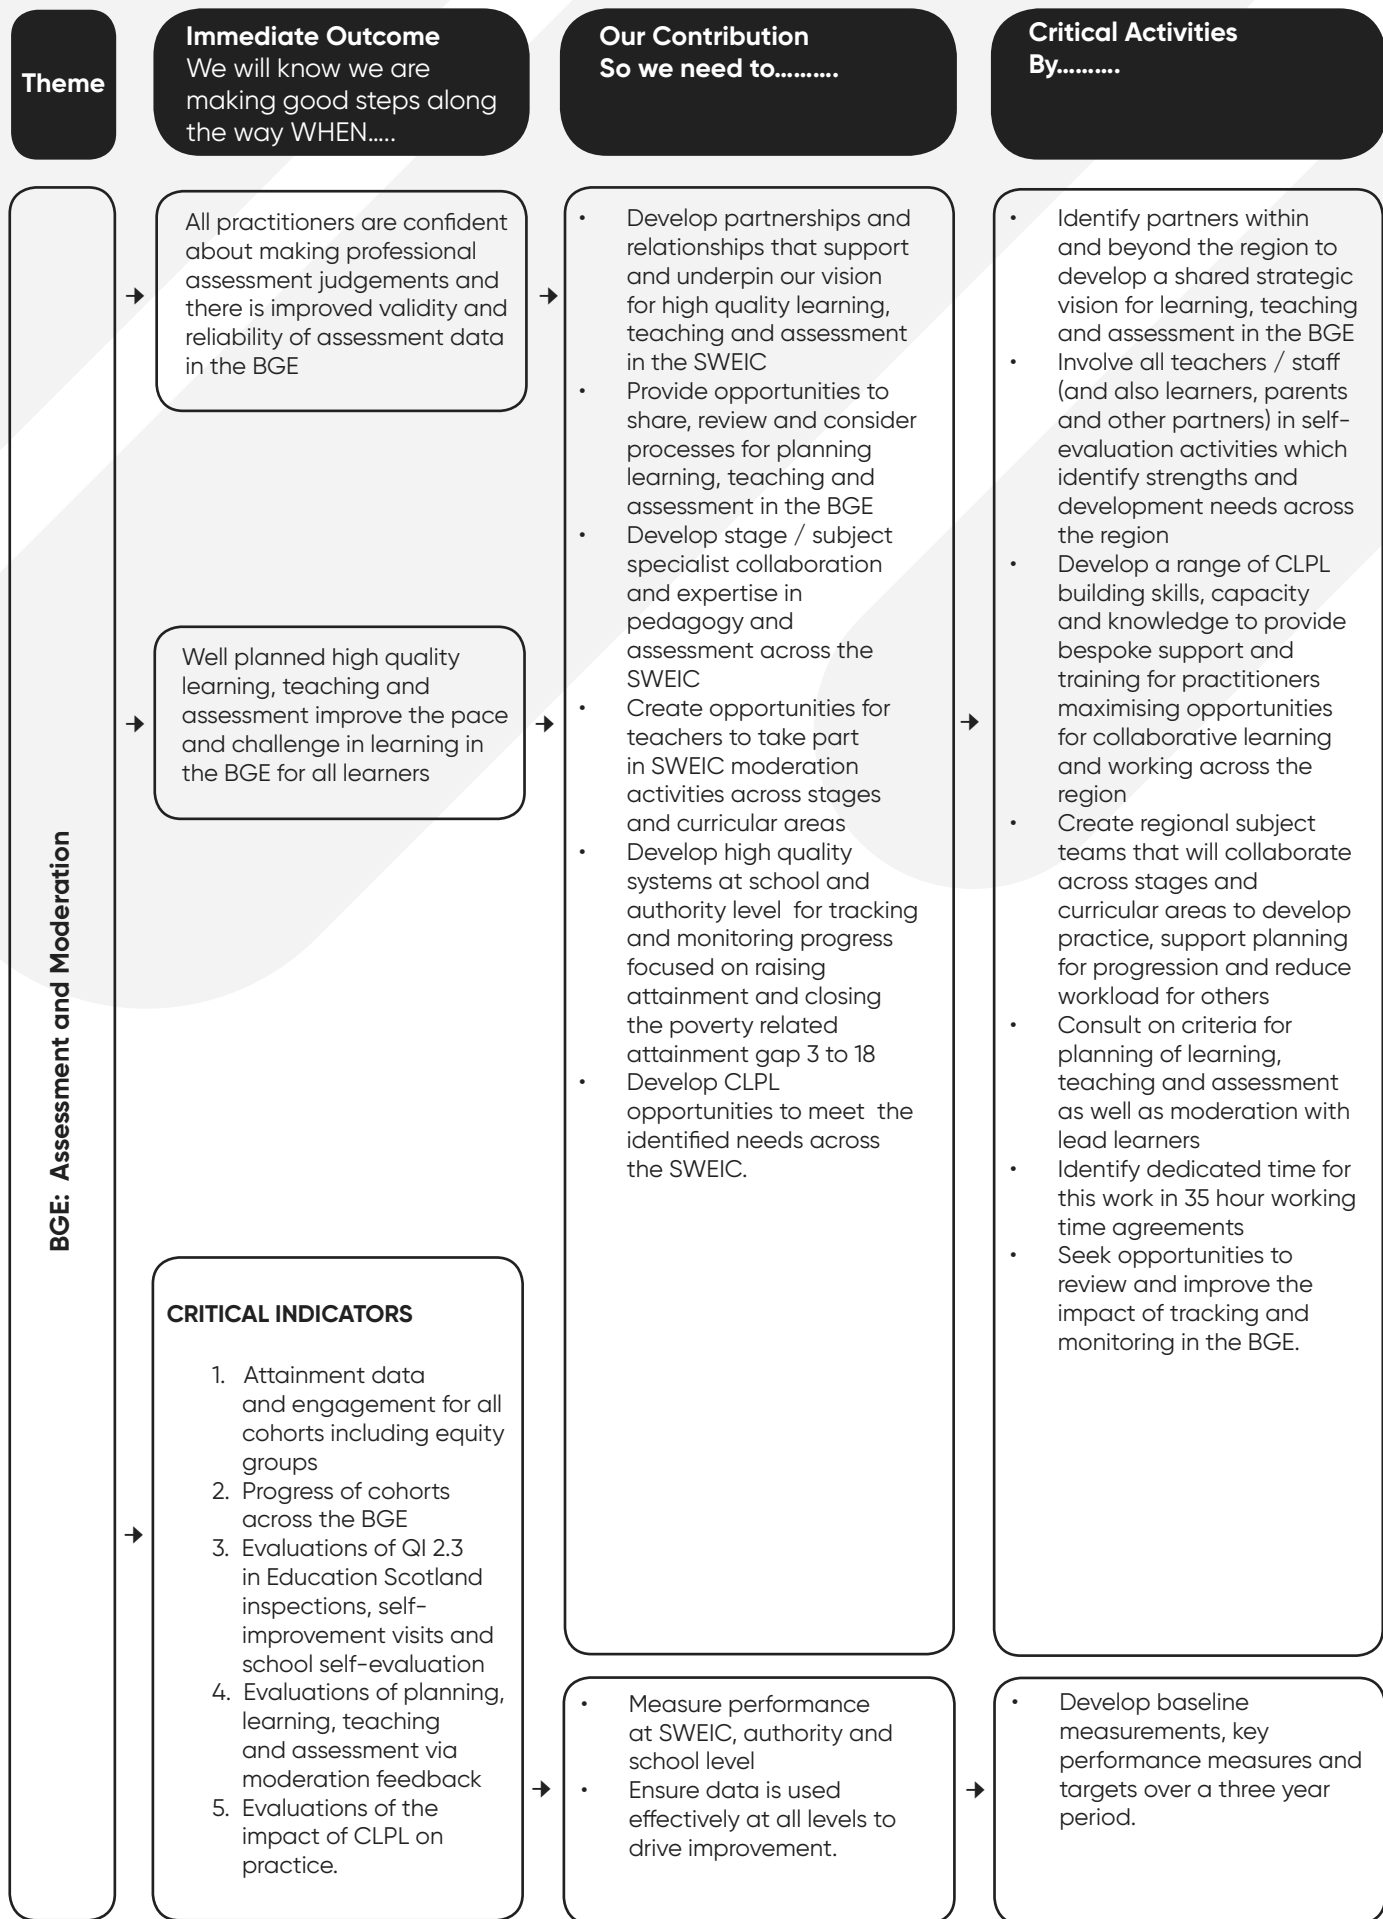 Theme
Immediate Outcome
We will know we are
making good steps along
the way WHEN.....
Our Contribution
So we need to..........
Critical Activities
By..........
BGE: Assessment and Moderation
All practitioners are confident
about making professional
assessment judgements and
there is improved validity and
reliability of assessment data
in the BGE
Well planned high quality
learning, teaching and
assessment improve the pace
and challenge in learning in
the BGE for all learners
CRITICAL INDICATORS
1. Attainment data
and engagement for all
cohorts including equity
groups
2. Progress of cohorts
across the BGE
3. Evaluations of QI 2.3
in Education Scotland
inspections, self-
improvement visits and
school self-evaluation
4. Evaluations of planning,
learning, teaching
and assessment via
moderation feedback
5. Evaluations of the
impact of CLPL on
practice.
• Develop partnerships and
relationships that support
and underpin our vision
for high quality learning,
teaching and assessment
in the SWEIC
• Provide opportunities to
share, review and consider
processes for planning
learning, teaching and
assessment in the BGE
• Develop stage / subject
specialist collaboration
and expertise in
pedagogy and
assessment across the
SWEIC
• Create opportunities for
teachers to take part
in SWEIC moderation
activities across stages
and curricular areas
• Develop high quality
systems at school and
authority level for tracking
and monitoring progress
focused on raising
attainment and closing
the poverty related
attainment gap 3 to 18
• Develop CLPL
opportunities to meet the
identified needs across
the SWEIC.
• Measure performance
at SWEIC, authority and
school level
• Ensure data is used
effectively at all levels to
drive improvement.
• Identify partners within
and beyond the region to
develop a shared strategic
vision for learning, teaching
and assessment in the BGE
• Involve all teachers / staff
(and also learners, parents
and other partners) in self-
evaluation activities which
identify strengths and
development needs across
the region
• Develop a range of CLPL
building skills, capacity
and knowledge to provide
bespoke support and
training for practitioners
maximising opportunities
for collaborative learning
and working across the
region
• Create regional subject
teams that will collaborate
across stages and
curricular areas to develop
practice, support planning
for progression and reduce
workload for others
• Consult on criteria for
planning of learning,
teaching and assessment
as well as moderation with
lead learners
• Identify dedicated time for
this work in 35 hour working
time agreements
• Seek opportunities to
review and improve the
impact of tracking and
monitoring in the BGE.
• Develop baseline
measurements, key
performance measures and
targets over a three year
period.